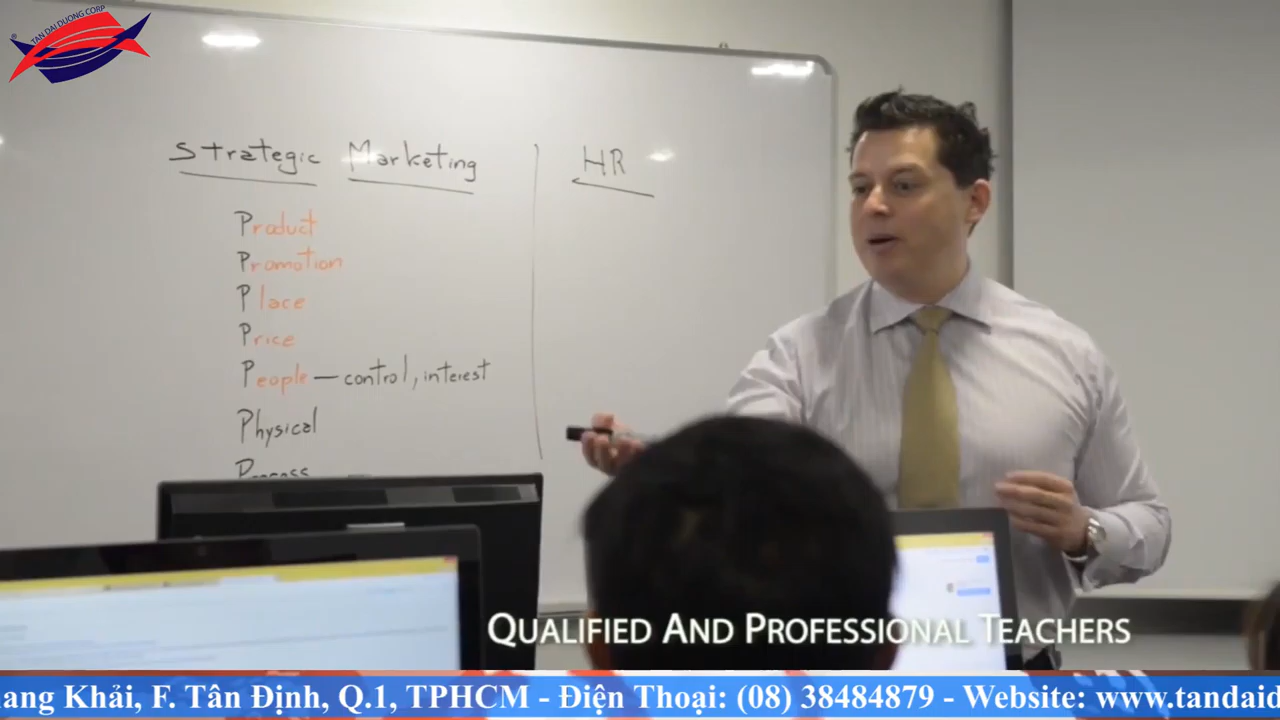 TAN DAI DUONG CORP
®
Strategic Marketing
HR
Product
Promotion
Place
Price
People — control, interest
Physical
Process
QUALIFIED AND PROFESSIONAL TEACHERS
ang Khải, F. Tân Định, Q.1, TPHCM - Điện Thoại: (08) 38484879 - Website: www.tandaid